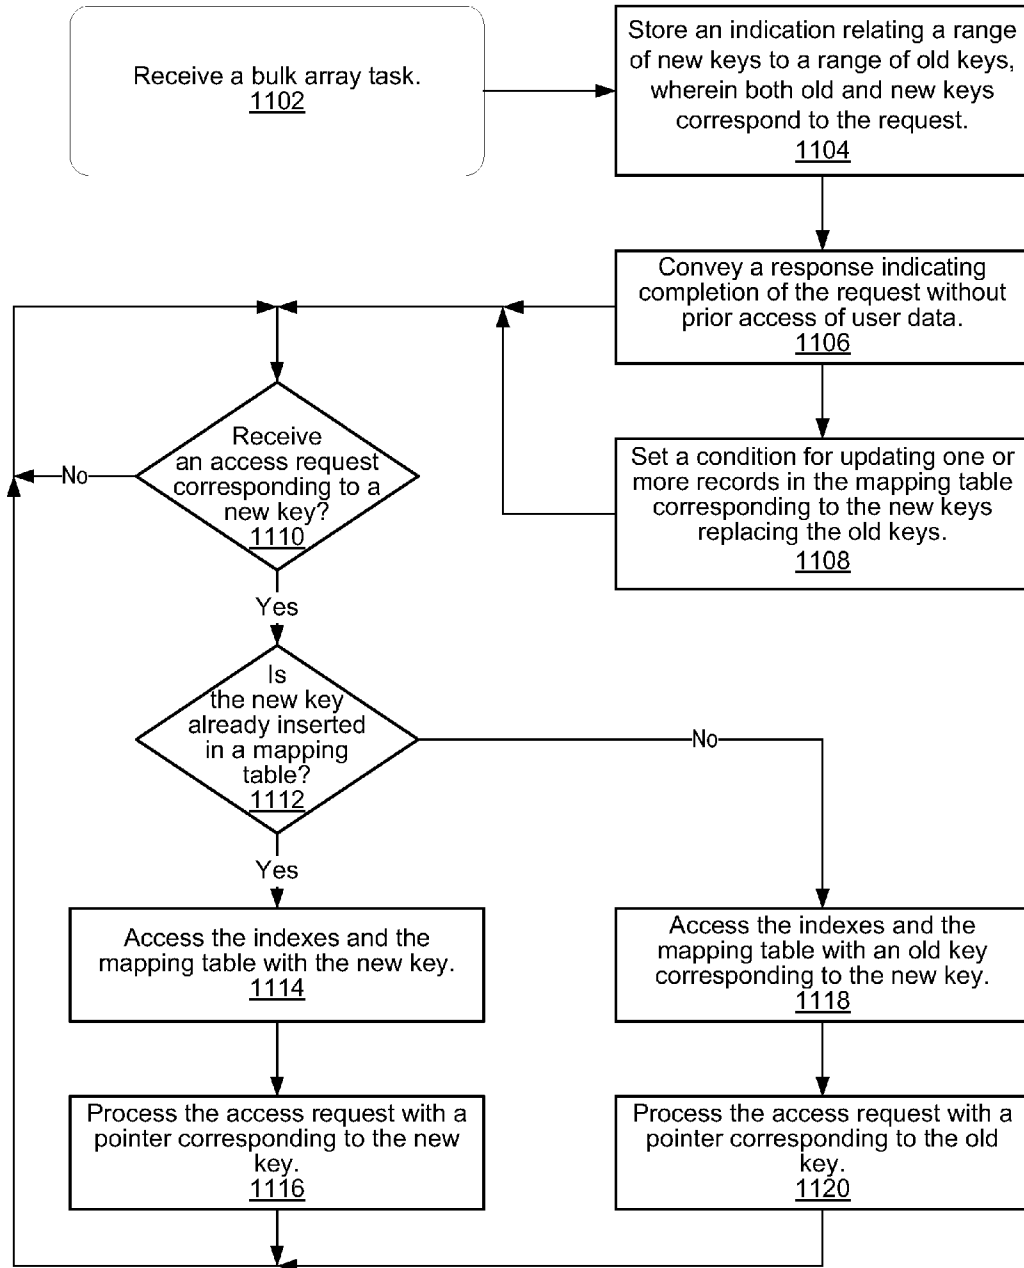 Receive a bulk array task.
1102
Store an indication relating a range
of new keys to a range of old keys,
wherein both old and new keys
correspond to the request.
1104
Convey a response indicating
completion of the request without
prior access of user data.
1106
Set a condition for updating one or
more records in the mapping table
corresponding to the new keys
replacing the old keys.
1108
Receive
an access request
corresponding to a
new key?
1110
No
Yes
Is
the new key
already inserted
in a mapping
table?
1112
No
Yes
Access the indexes and the
mapping table with the new key.
1114
Access the indexes and the
mapping table with an old key
corresponding to the new key.
1118
Process the access request with a
pointer corresponding to the new
key.
1116
Process the access request with a
pointer corresponding to the old
key.
1120